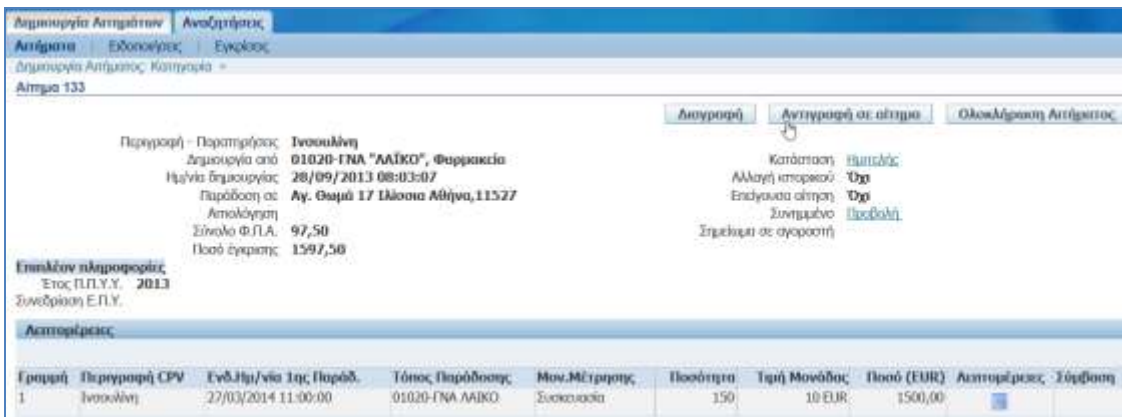 Δημιουργία Αιτημάτων Αναζητήσεις
Αιτήματα Ειδοποιήσεις Εγκρίσεις
Δημιουργία Αιτήματος: Κατηγορία >
Αίτημα 133
Διαγραφή Αντιγραφή σε αίτημα Ολοκλήρωση Αιτήματος
Περιγραφή - Παρατηρήσεις Ινσουλίνη
Δημιουργία από 01020-ΓΝΑ "ΛΑΪΚΟ", Φαρμακείο Κατάσταση Ημιτελής
Ημ/νία δημιουργίας 28/09/2013 08:03:07 Αλλαγή ιστορικού Όχι
Παράδοση σε Αγ. Θωμά 17 Ιλίσσια Αθήνα,11527 Επείγουσα αίτηση Όχι
Αιτιολόγηση Συνημμένο Προβολή
Σύνολο Φ.Π.Α. 97,50 Σημείωμα σε αγοραστή
Ποσό έγκρισης 1597,50
Επιπλέον πληροφορίες
Έτος Π.Π.Υ.Υ. 2013
Συνεδρίαση Ε.Π.Υ.
Λεπτομέρειες
Γραμμή Περιγραφή CPV Ενδ.Ημ/νία 1ης Παράδ. Τόπος Παράδοσης Μον.Μέτρησης Ποσότητα Τιμή Μονάδας Ποσό (EUR) Λεπτομέρειες Σύμβαση
1 Ινσουλίνη 27/03/2014 11:00:00 01020-ΓΝΑ ΛΑΪΚΟ Συσκευασία 150 10 EUR 1500,00